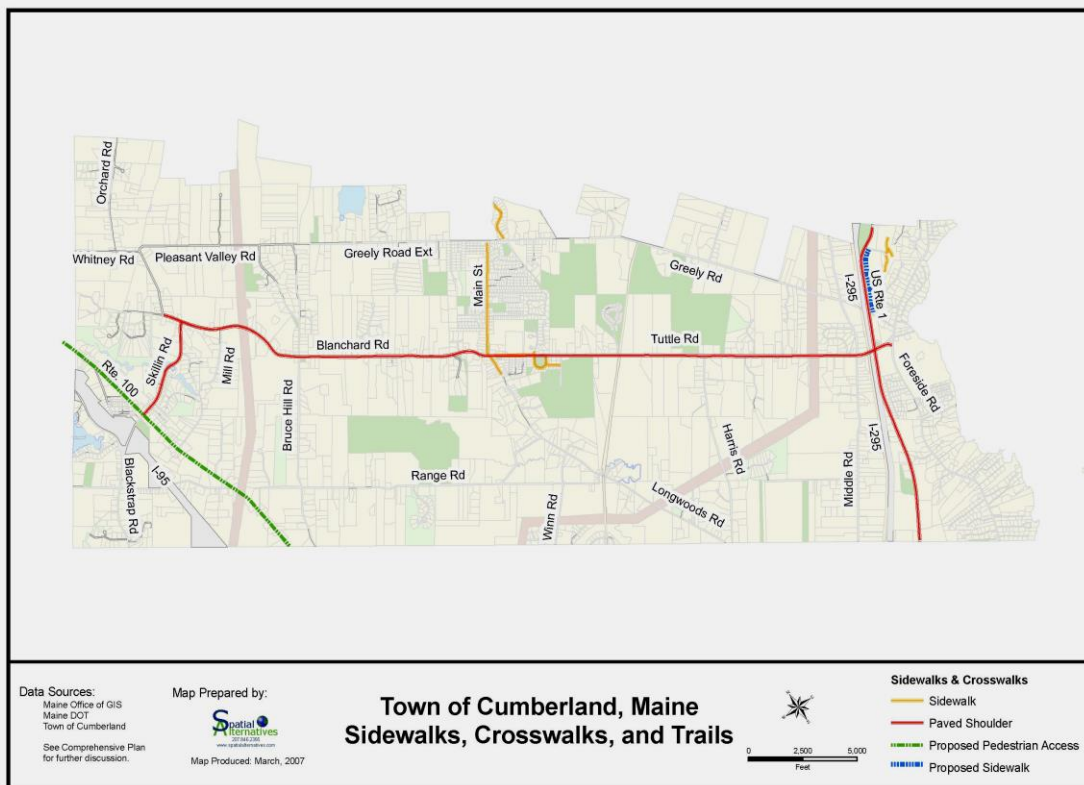 Orchard Rd
Whitney Rd
Pleasant Valley Rd
Greely Road Ext
Main St
Greely Rd
I-295
US Rte 1
Skillin Rd
Mill Rd
Blanchard Rd
Tuttle Rd
Rte. 100
Bruce Hill Rd
Foreside Rd
I-295
Harris Rd
Middle Rd
Blackstrap Rd
I-95
Range Rd
Winn Rd
Longwoods Rd
Data Sources:
Maine Office of GIS
Maine DOT
Town of Cumberland
See Comprehensive Plan
for further discussion.
Map Prepared by:
Spatial
Alternatives
www.spatialalternatives.com
Map Produced: March, 2007
Town of Cumberland, Maine
Sidewalks, Crosswalks, and Trails
0 2,500 5,000
Feet
Sidewalks & Crosswalks
Sidewalk
Paved Shoulder
Proposed Pedestrian Access
Proposed Sidewalk